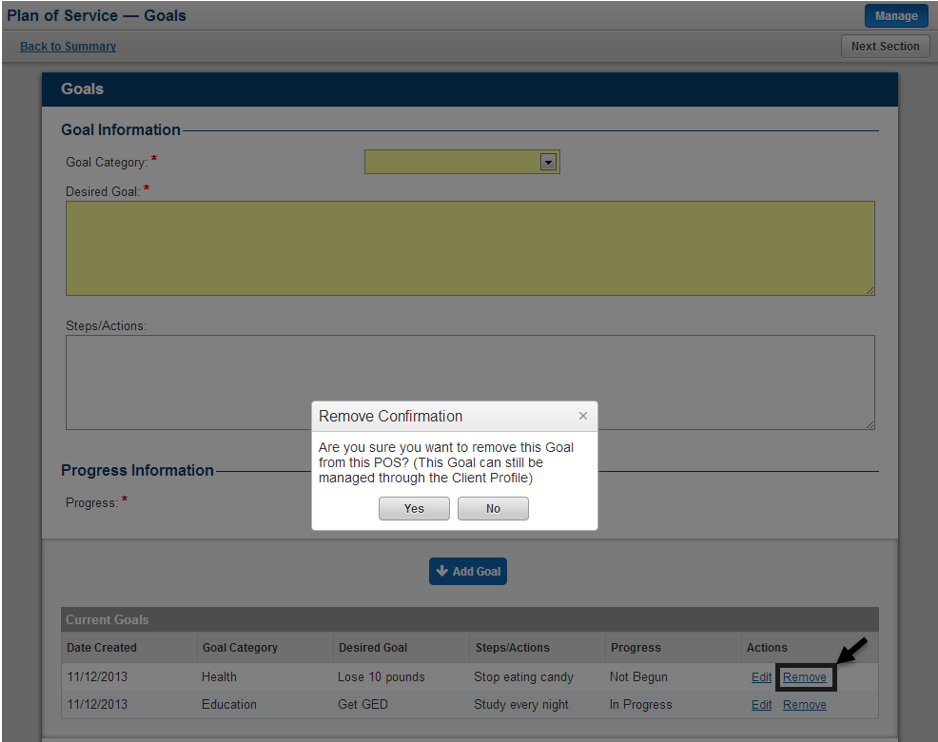 Plan of Service — Goals
Manage
Back to Summary
Next Section
Goals
Goal Information
Goal Category: *
Desired Goal: *
Steps/Actions:
Remove Confirmation ×
Are you sure you want to remove this Goal
from this POS? (This Goal can still be
managed through the Client Profile)
Yes No
Progress Information
Progress: *
Add Goal
Current Goals
Date Created Goal Category Desired Goal Steps/Actions Progress Actions
11/12/2013 Health Lose 10 pounds Stop eating candy Not Begun Edit Remove
11/12/2013 Education Get GED Study every night In Progress Edit Remove